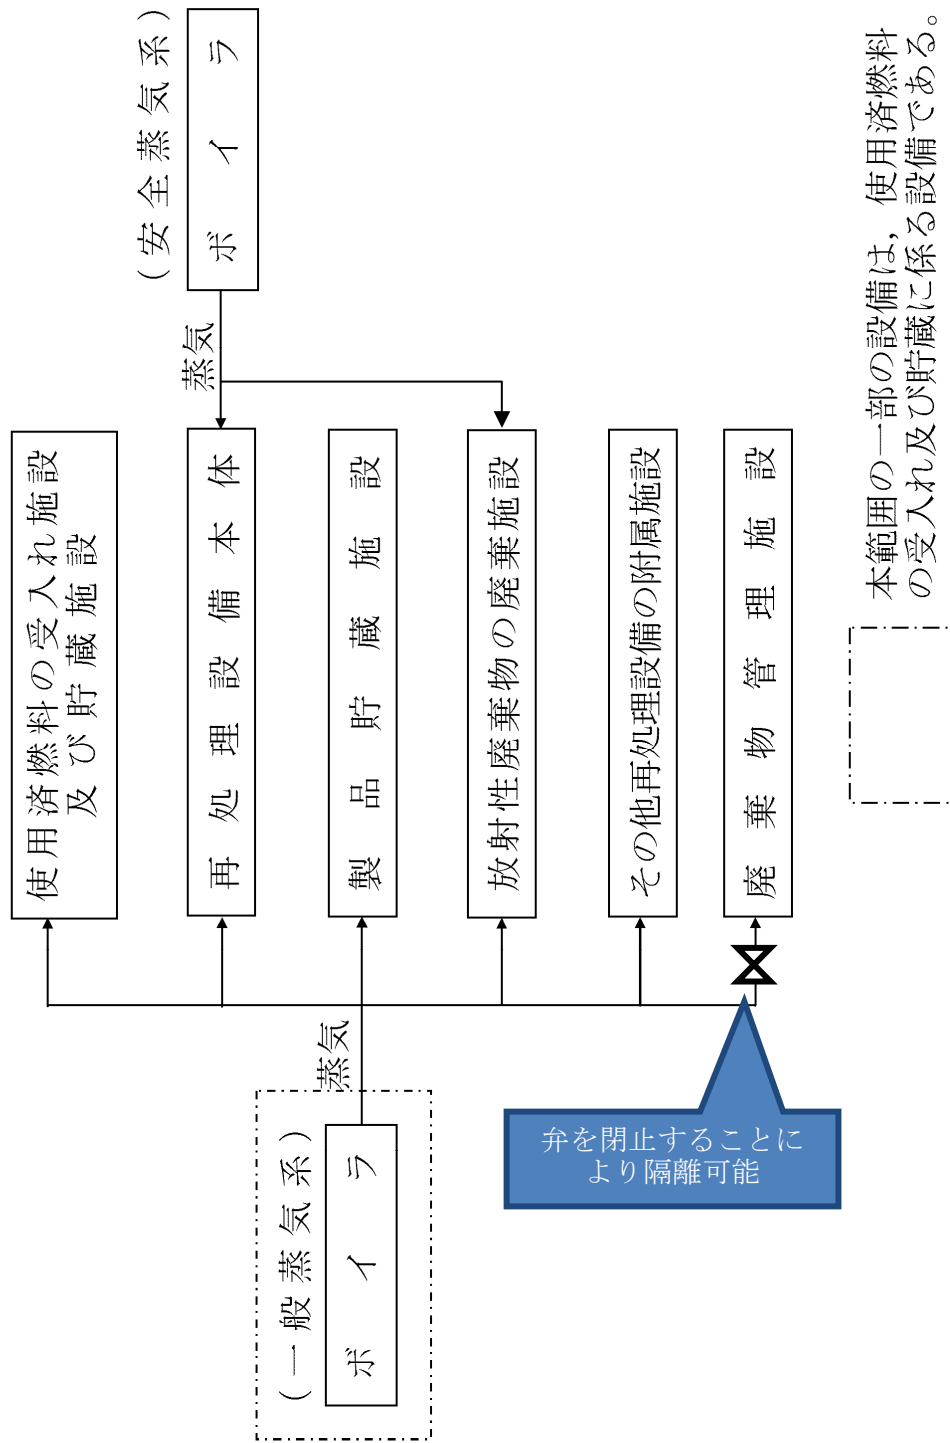 (安全蒸気系)
ボイラ
蒸気
使用済燃料の受入れ施設
及び貯蔵施設
再処理設備本体
製品貯蔵施設
放射性廃棄物の廃棄施設
その他再処理設備の附属施設
廃棄物管理施設
蒸気
(一般蒸気系)
ボイラ
弁を閉止することに
より隔離可能
本範囲の一部の設備は，使用済燃料
の受入れ及び貯蔵に係る設備である。